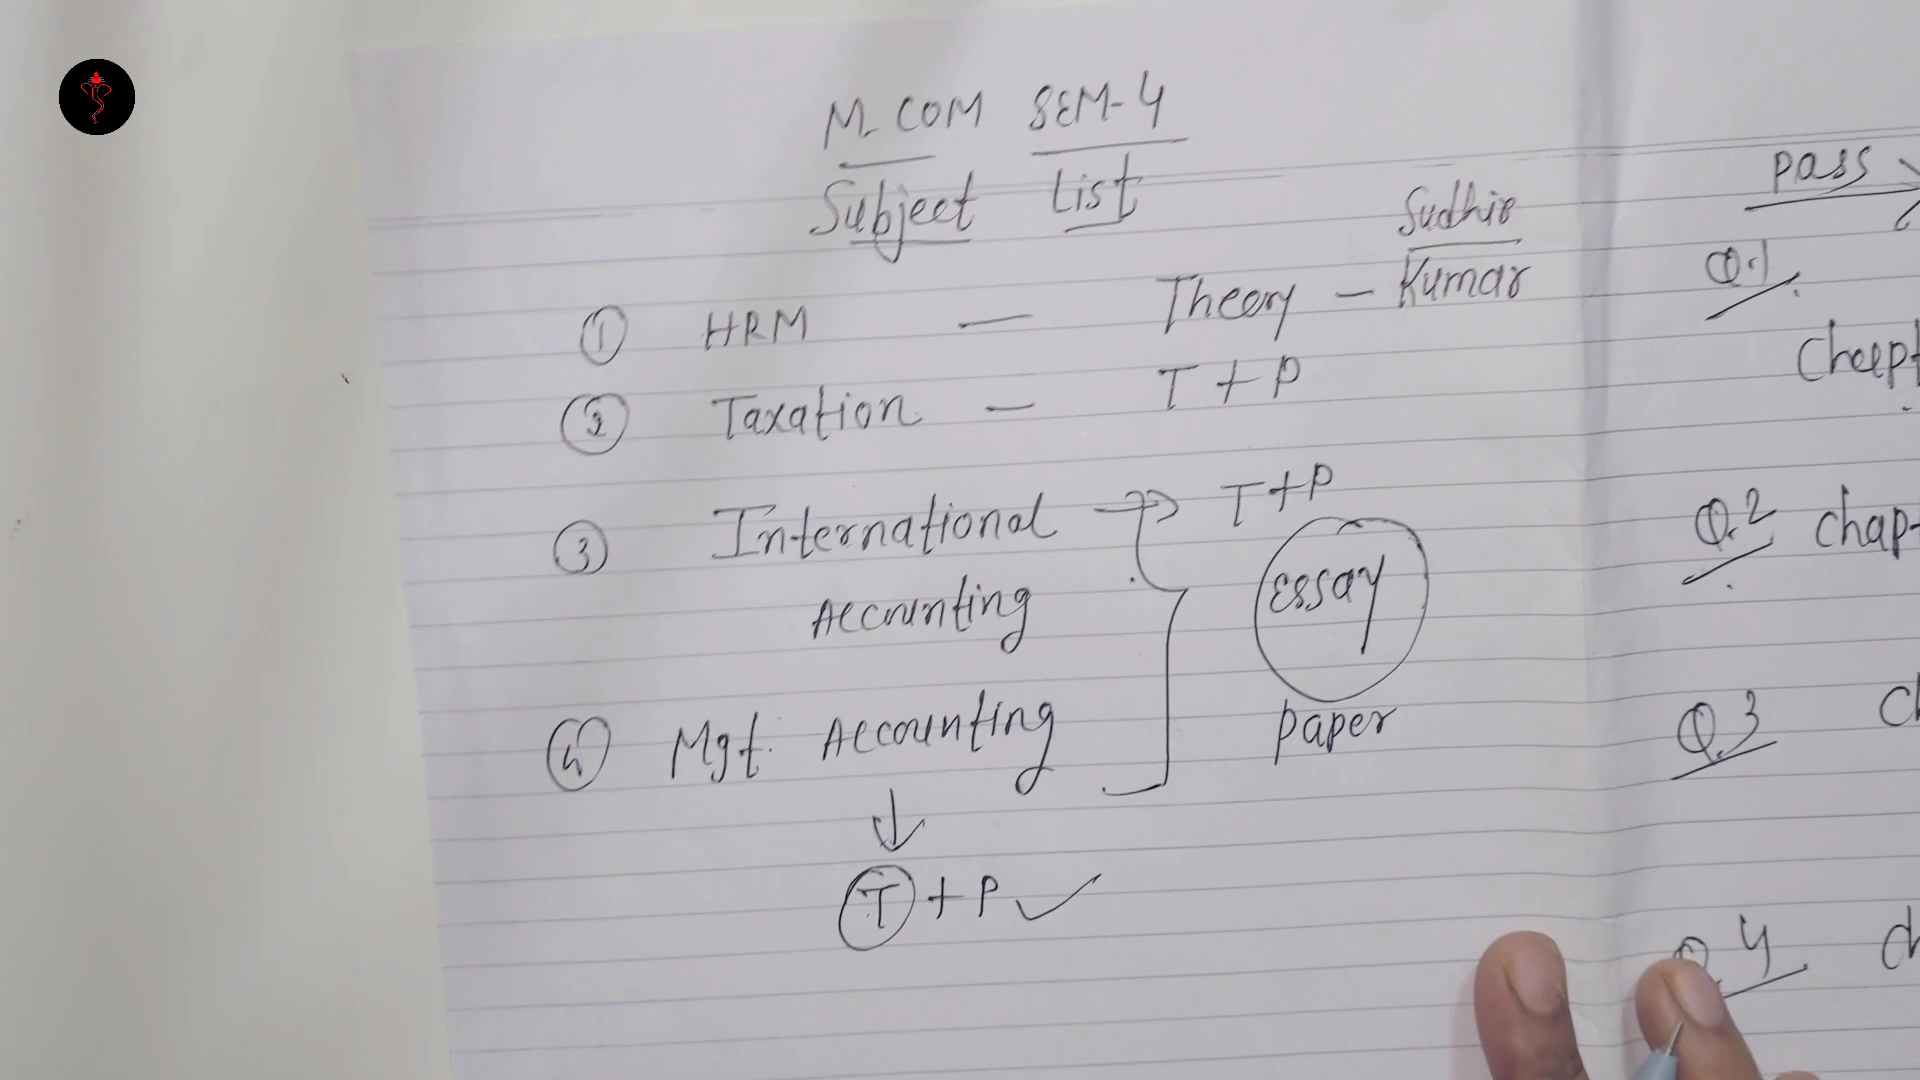 M.COM SEM-4
Subject List
① HRM — Theory — Sudhir Kumar
② Taxation — T + P
③ International Accounting → T+P
④ Mgt. Accounting
essay paper
↓
T + P ✓
pass
Q.1
Q.2
Q.3
Q.4